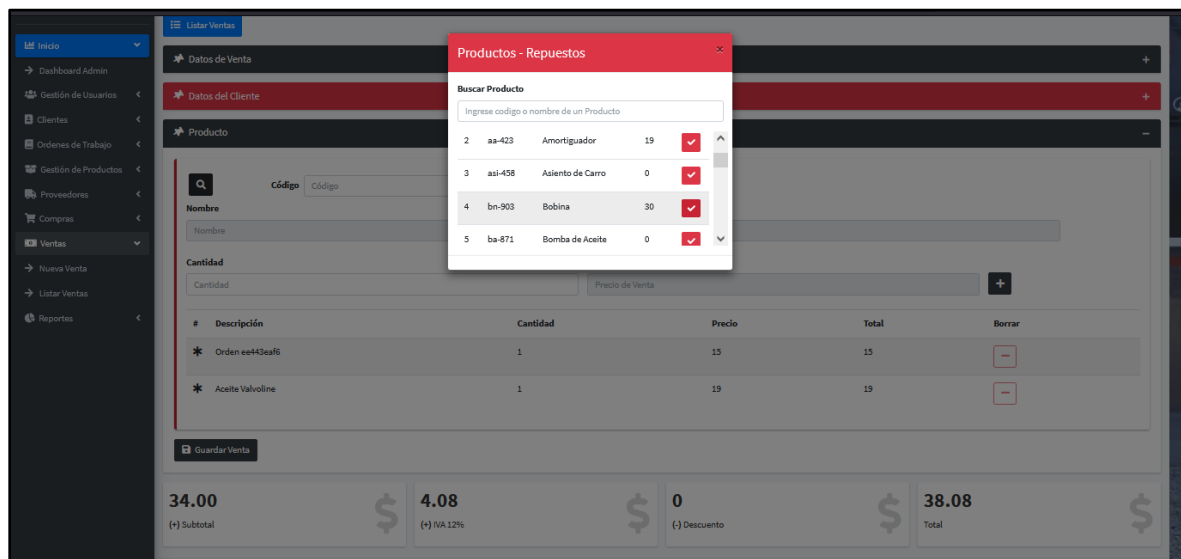 Listar Ventas
Inicio
Dashboard Admin
Gestión de Usuarios
Clientes
Ordenes de Trabajo
Gestión de Productos
Proveedores
Compras
Ventas
Nueva Venta
Listar Ventas
Reportes
Datos de Venta
Datos del Cliente
Producto
Código Código
Nombre
Nombre
Cantidad
Cantidad Precio de Venta
# Descripción Cantidad Precio Total Borrar
Orden ee443eaf6 1 15 15
Aceite Valvoline 1 19 19
Guardar Venta
34.00
(+) Subtotal
4.08
(+) IVA 12%
0
(-) Descuento
38.08
Total
Productos - Repuestos ×
Buscar Producto
Ingrese codigo o nombre de un Producto
2 aa-423 Amortiguador 19
3 asi-458 Asiento de Carro 0
4 bn-903 Bobina 30
5 ba-871 Bomba de Aceite 0